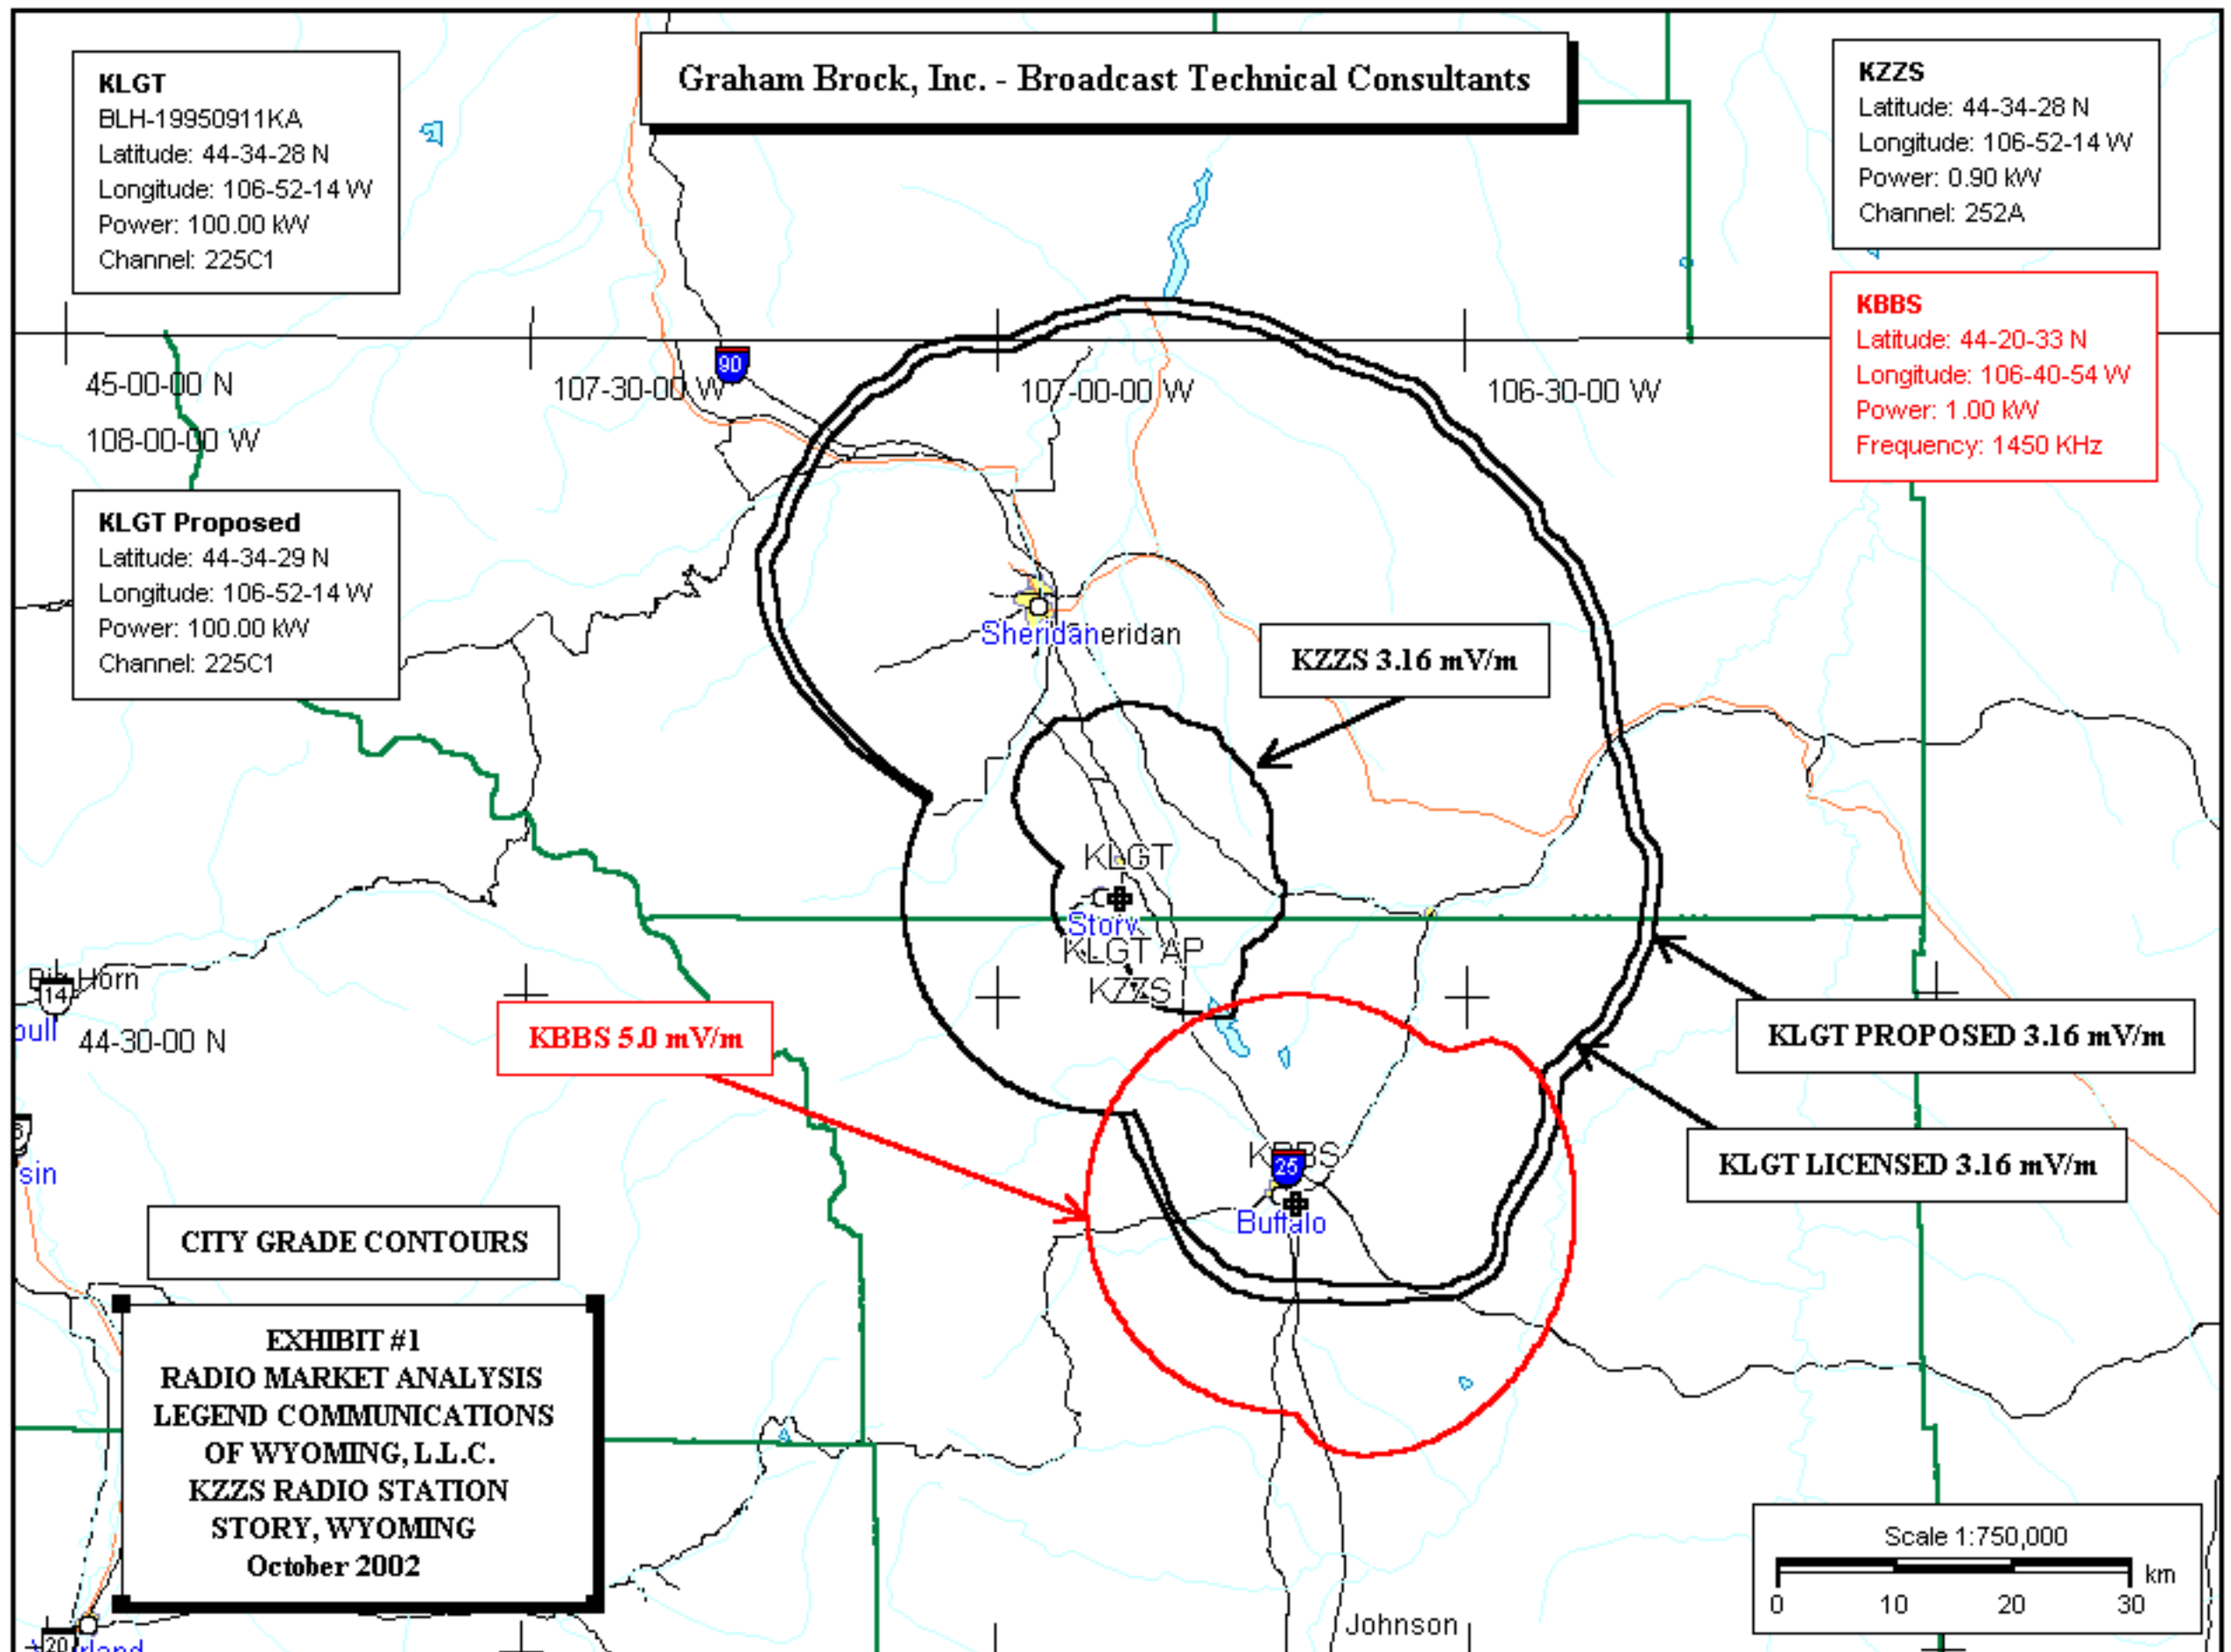 Graham Brock, Inc. - Broadcast Technical Consultants
KLGT
BLH-19950911KA
Latitude: 44-34-28 N
Longitude: 106-52-14 W
Power: 100.00 kW
Channel: 225C1
KZZS
Latitude: 44-34-28 N
Longitude: 106-52-14 W
Power: 0.90 kW
Channel: 252A
KBBS
Latitude: 44-20-33 N
Longitude: 106-40-54 W
Power: 1.00 kW
Frequency: 1450 KHz
90
45-00-00 N
107-30-00 W
107-00-00 W
106-30-00 W
108-00-00 W
KLGT Proposed
Latitude: 44-34-29 N
Longitude: 106-52-14 W
Power: 100.00 kW
Channel: 225C1
Sheridaneridan
KZZS 3.16 mV/m
KLGT
Story
KLGT AP
KZZS
Big Horn
14
44-30-00 N
KBBS 5.0 mV/m
KLGT PROPOSED 3.16 mV/m
KLGT LICENSED 3.16 mV/m
KBBS
25
Buffalo
sin
CITY GRADE CONTOURS
EXHIBIT #1
RADIO MARKET ANALYSIS
LEGEND COMMUNICATIONS
OF WYOMING, L.L.C.
KZZS RADIO STATION
STORY, WYOMING
October 2002
Scale 1:750,000
km
0 10 20 30
Johnson
20